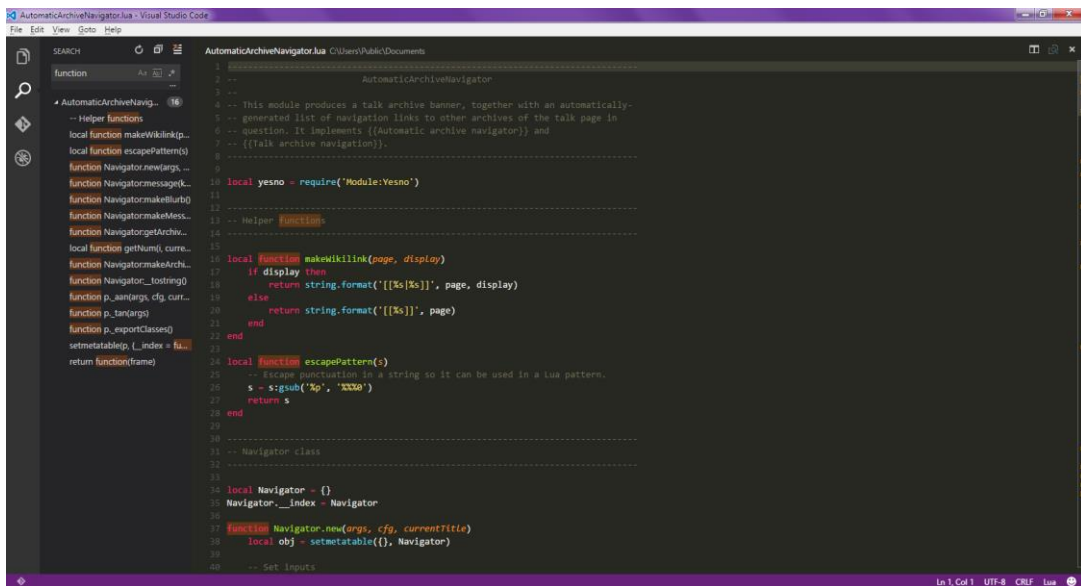 AutomaticArchiveNavigator.lua - Visual Studio Code
File Edit View Goto Help
SEARCH
function
Aa
AutomaticArchiveNavig... 16
-- Helper functions
local function makeWikilink(p...
local function escapePattern(s)
function Navigator.new(args, ...
function Navigator:message(k...
function Navigator:makeBlurb()
function Navigator:makeMess...
function Navigator:getArchiv...
local function getNum(i, curre...
function Navigator:makeArchi...
function Navigator:__tostring()
function p._aan(args, cfg, curr...
function p._tan(args)
function p._exportClasses()
setmetatable(p, {__index = fu...
return function(frame)
AutomaticArchiveNavigator.lua C:\Users\Public\Documents
1 ----------------------------------------------------------------------------------
2 -- AutomaticArchiveNavigator
3 --
4 -- This module produces a talk archive banner, together with an automatically-
5 -- generated list of navigation links to other archives of the talk page in
6 -- question. It implements {{Automatic archive navigator}} and
7 -- {{Talk archive navigation}}.
8 ----------------------------------------------------------------------------------
9
10 local yesno = require('Module:Yesno')
11
12 ----------------------------------------------------------------------------------
13 -- Helper functions
14 ----------------------------------------------------------------------------------
15
16 local function makeWikilink(page, display)
17 if display then
18 return string.format('[[%s|%s]]', page, display)
19 else
20 return string.format('[[%s]]', page)
21 end
22 end
23
24 local function escapePattern(s)
25 -- Escape punctuation in a string so it can be used in a Lua pattern.
26 s = s:gsub('%p', '%%%0')
27 return s
28 end
29
30 ----------------------------------------------------------------------------------
31 -- Navigator class
32 ----------------------------------------------------------------------------------
33
34 local Navigator = {}
35 Navigator.__index = Navigator
36
37 function Navigator.new(args, cfg, currentTitle)
38 local obj = setmetatable({}, Navigator)
39
40 -- Set inputs
Ln 1, Col 1 UTF-8 CRLF Lua